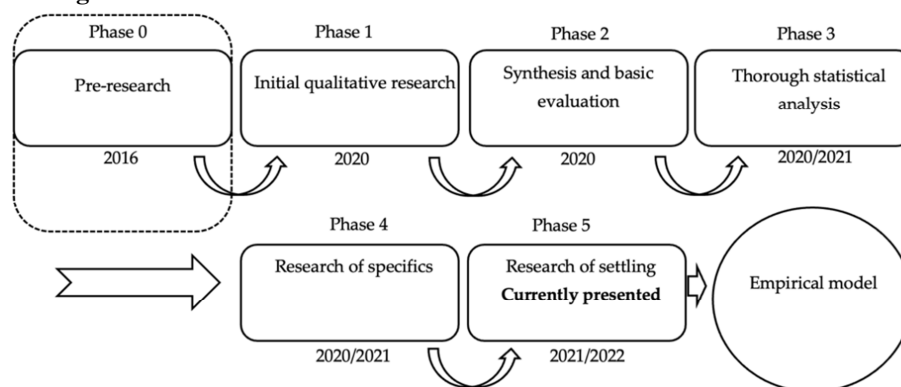 Phase 0
Phase 1
Phase 2
Phase 3
Pre-research
Initial qualitative research
Synthesis and basic
evaluation
Thorough statistical
analysis
2016
2020
2020
2020/2021
Phase 4
Phase 5
Research of specifics
Research of settling
Currently presented
Empirical model
2020/2021
2021/2022